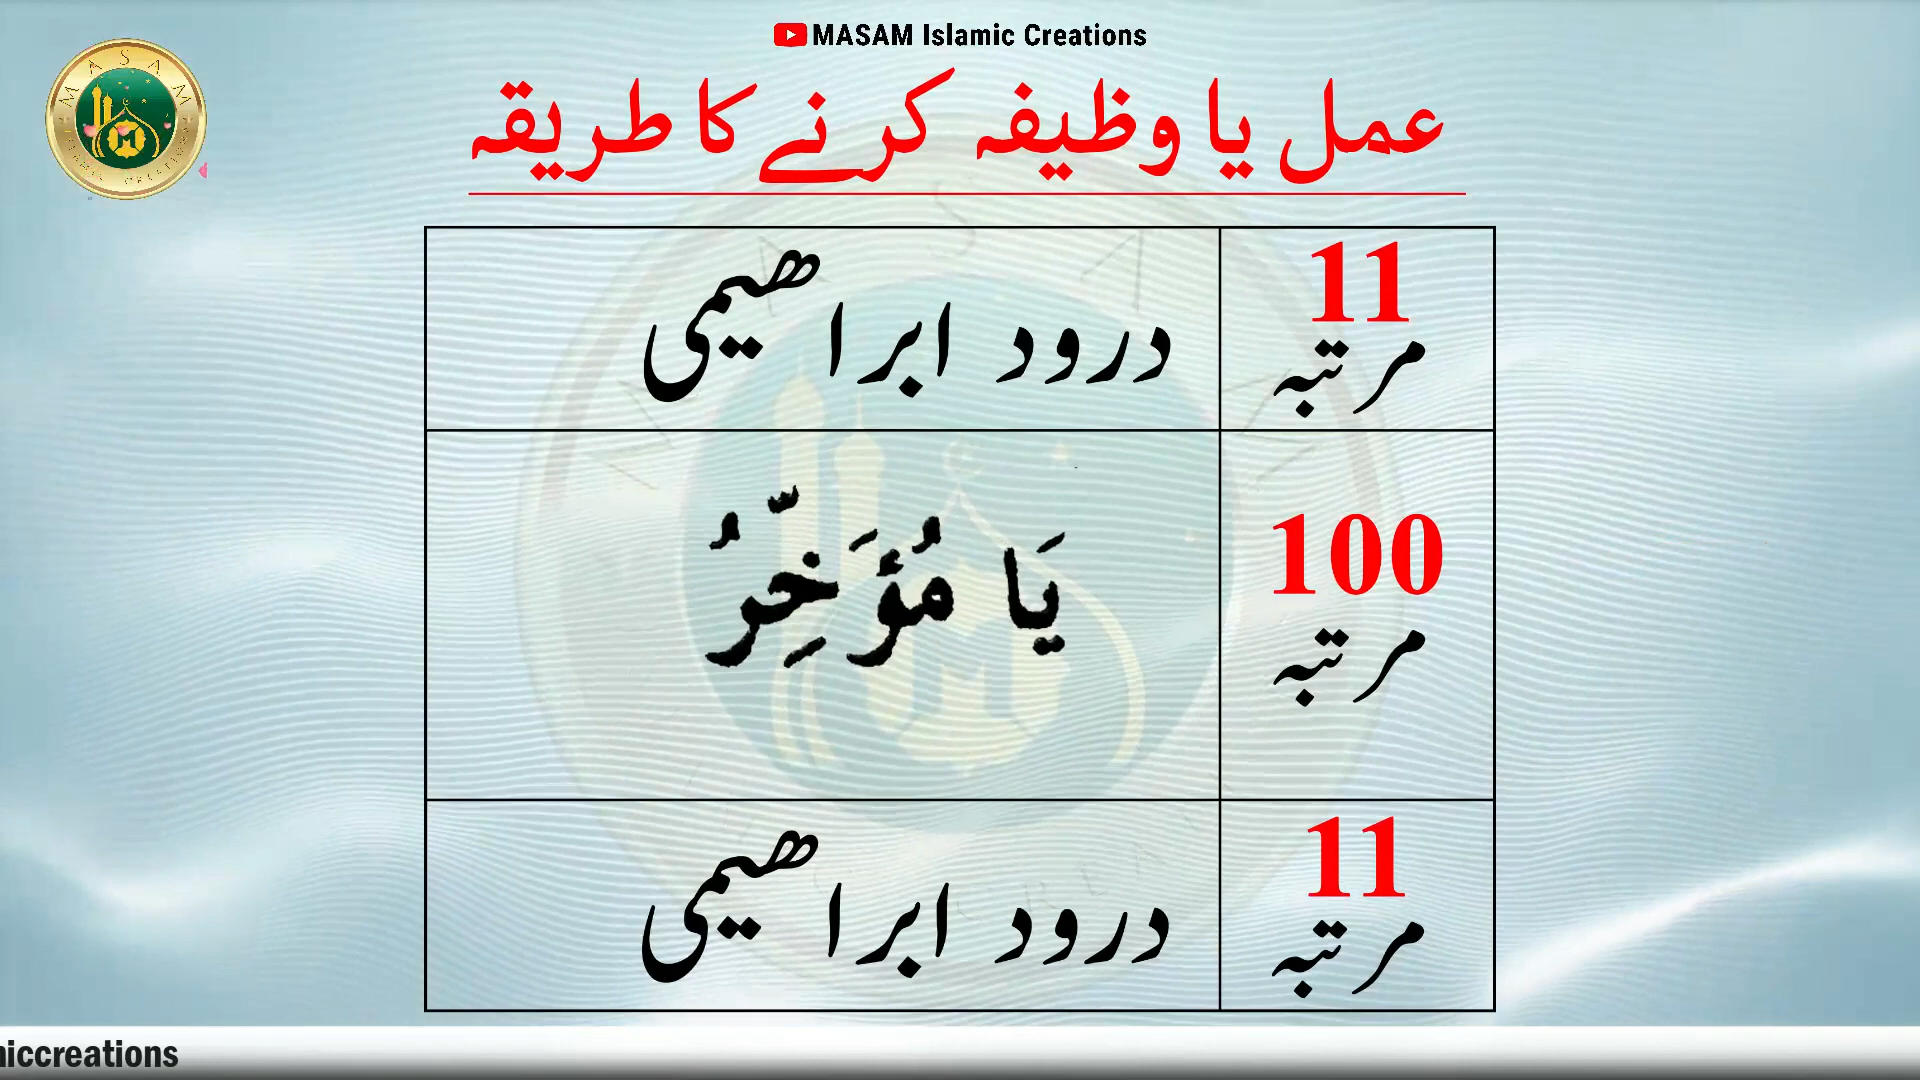 MASAM Islamic Creations
عمل یا وظیفہ کرنے کا طریقہ
11 مرتبہ
درود ابراھیمی
100 مرتبہ
يَا مُؤَخِّرُ
11 مرتبہ
درود ابراھیمی
niccreations